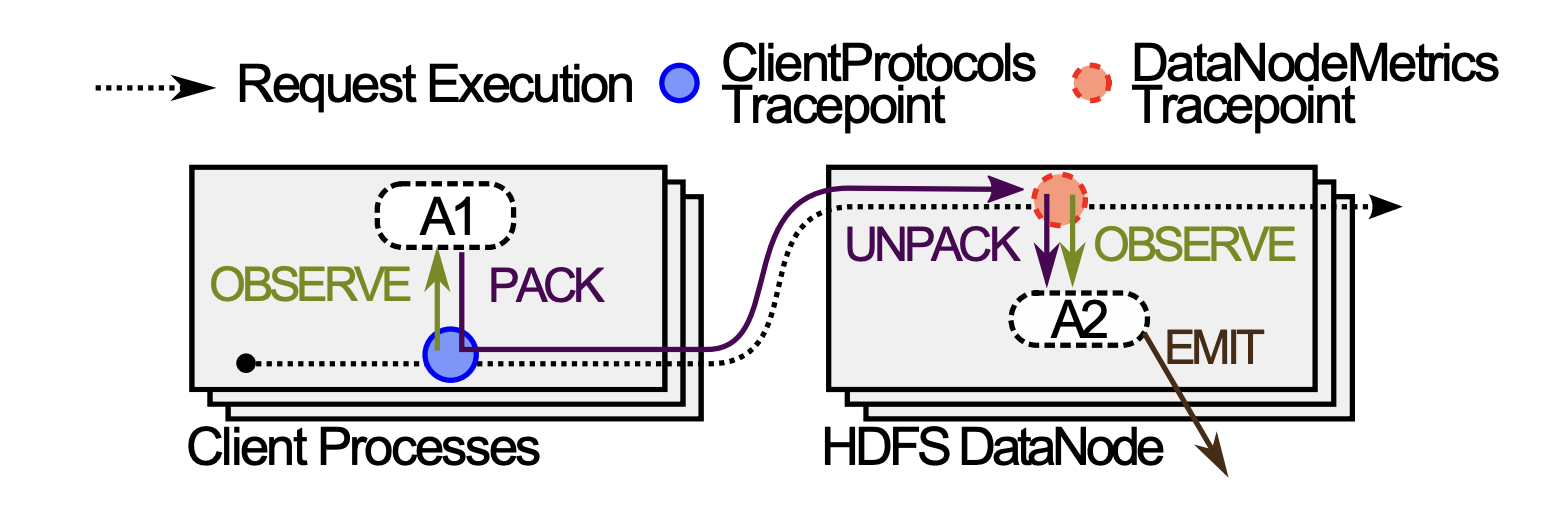 Request Execution
ClientProtocols
Tracepoint
DataNodeMetrics
Tracepoint
A1
OBSERVE
PACK
Client Processes
UNPACK
OBSERVE
A2
EMIT
HDFS DataNode